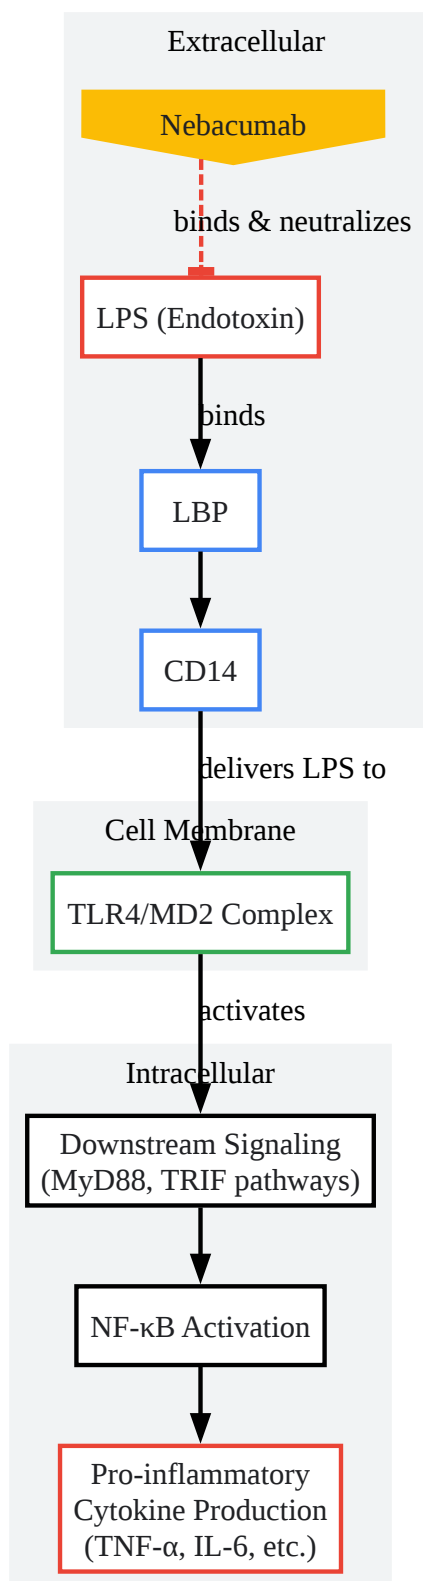 Extracellular
Nebacumab
binds & neutralizes
LPS (Endotoxin)
binds
LBP
CD14
delivers LPS to
Cell Membrane
TLR4/MD2 Complex
activates
Intracellular
Downstream Signaling
(MyD88, TRIF pathways)
NF-κB Activation
Pro-inflammatory
Cytokine Production
(TNF-α, IL-6, etc.)